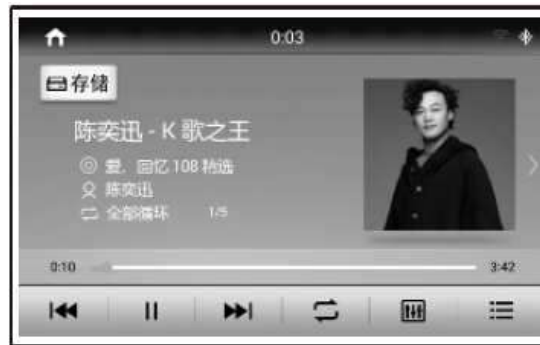 0:03
存储
陈奕迅 - K 歌之王
爱，回忆 108 精选
陈奕迅
全部循环 1/5
0:10
3:42